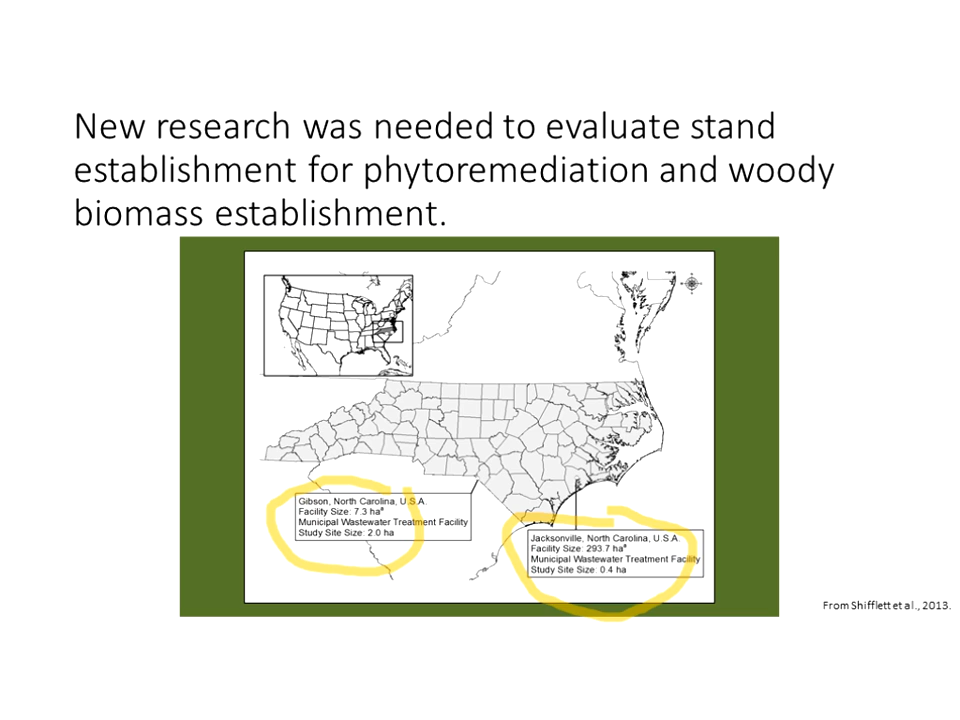 New research was needed to evaluate stand
establishment for phytoremediation and woody
biomass establishment.
Gibson, North Carolina, U.S.A.
Facility Size: 7.3 haª
Municipal Wastewater Treatment Facility
Study Site Size: 2.0 ha
Jacksonville, North Carolina, U.S.A.
Facility Size: 293.7 haª
Municipal Wastewater Treatment Facility
Study Site Size: 0.4 ha
From Shifflett et al., 2013.